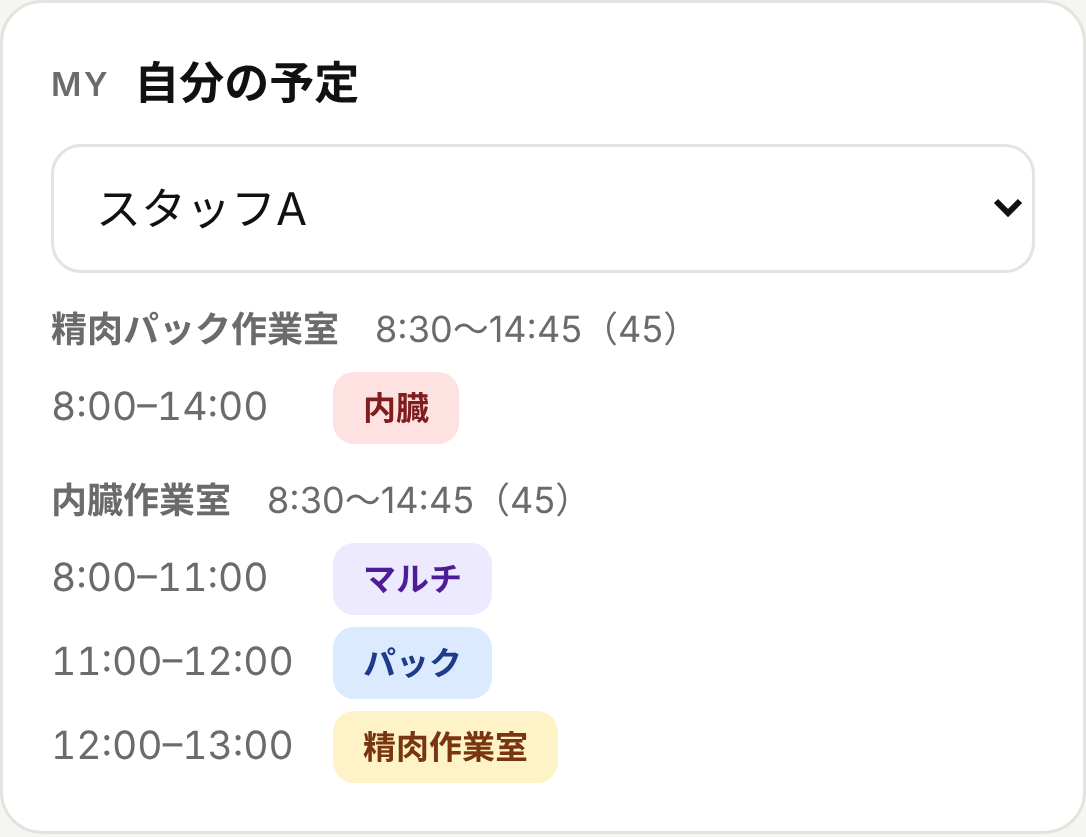 MY 自分の予定
スタッフA
精肉パック作業室 8:30〜14:45（45）
8:00–14:00 内臓
内臓作業室 8:30〜14:45（45）
8:00–11:00 マルチ
11:00–12:00 パック
12:00–13:00 精肉作業室